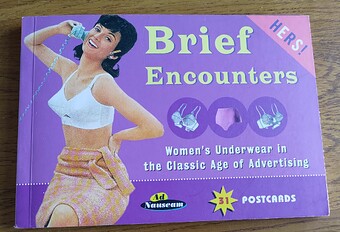 Brief
HERS!
Encounters
Women's Underwear in
the Classic Age of Advertising
Ad
Nauseam
31 POSTCARDS